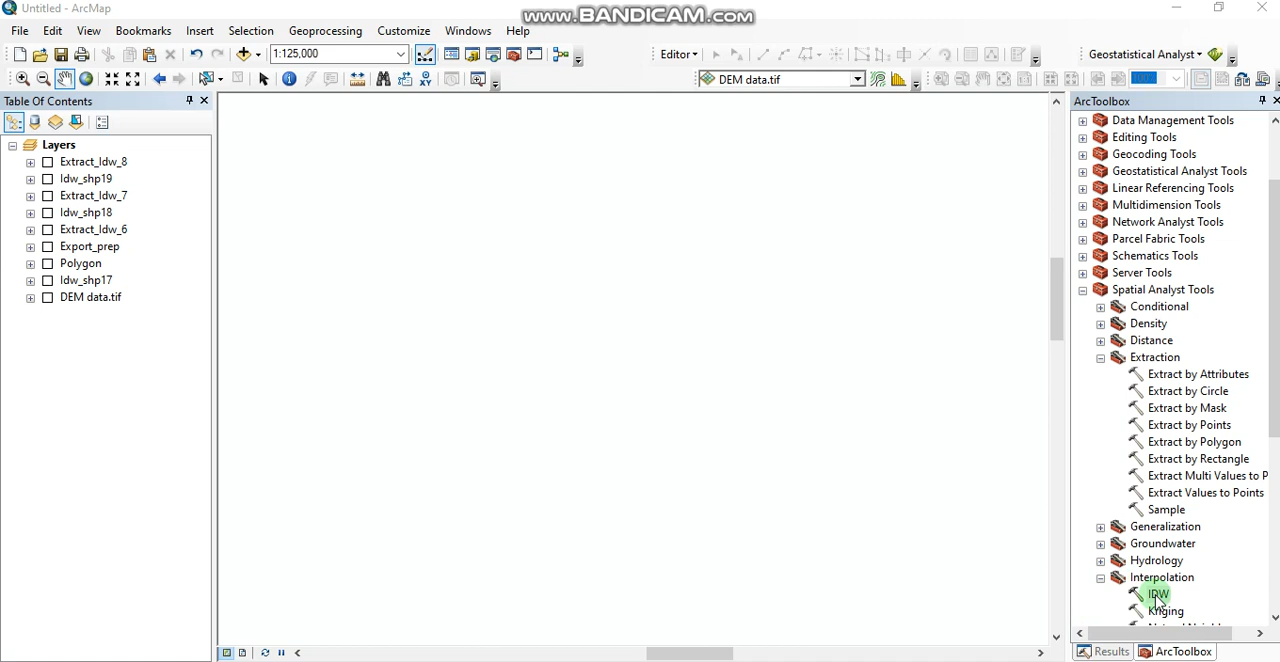 Untitled - ArcMap
www.BANDICAM.com
File Edit View Bookmarks Insert Selection Geoprocessing Customize Windows Help
1:125,000
Editor
Geostatistical Analyst
DEM data.tif
Table Of Contents
Layers
Extract_Idw_8
Idw_shp19
Extract_Idw_7
Idw_shp18
Extract_Idw_6
Export_prep
Polygon
Idw_shp17
DEM data.tif
ArcToolbox
Data Management Tools
Editing Tools
Geocoding Tools
Geostatistical Analyst Tools
Linear Referencing Tools
Multidimension Tools
Network Analyst Tools
Parcel Fabric Tools
Schematics Tools
Server Tools
Spatial Analyst Tools
Conditional
Density
Distance
Extraction
Extract by Attributes
Extract by Circle
Extract by Mask
Extract by Points
Extract by Polygon
Extract by Rectangle
Extract Multi Values to P
Extract Values to Points
Sample
Generalization
Groundwater
Hydrology
Interpolation
IDW
Kriging
Results ArcToolbox